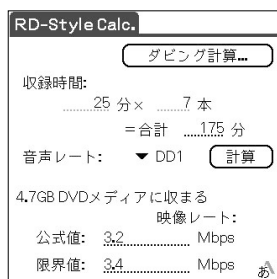 RD-Style Calc.
ダビング計算...
収録時間:
25 分× 7 本
=合計 175 分
音声レート: ▼ DD1 計算
4.7GB DVDメディアに収まる
映像レート:
公式値: 3.2 Mbps
限界値: 3.4 Mbps
あ